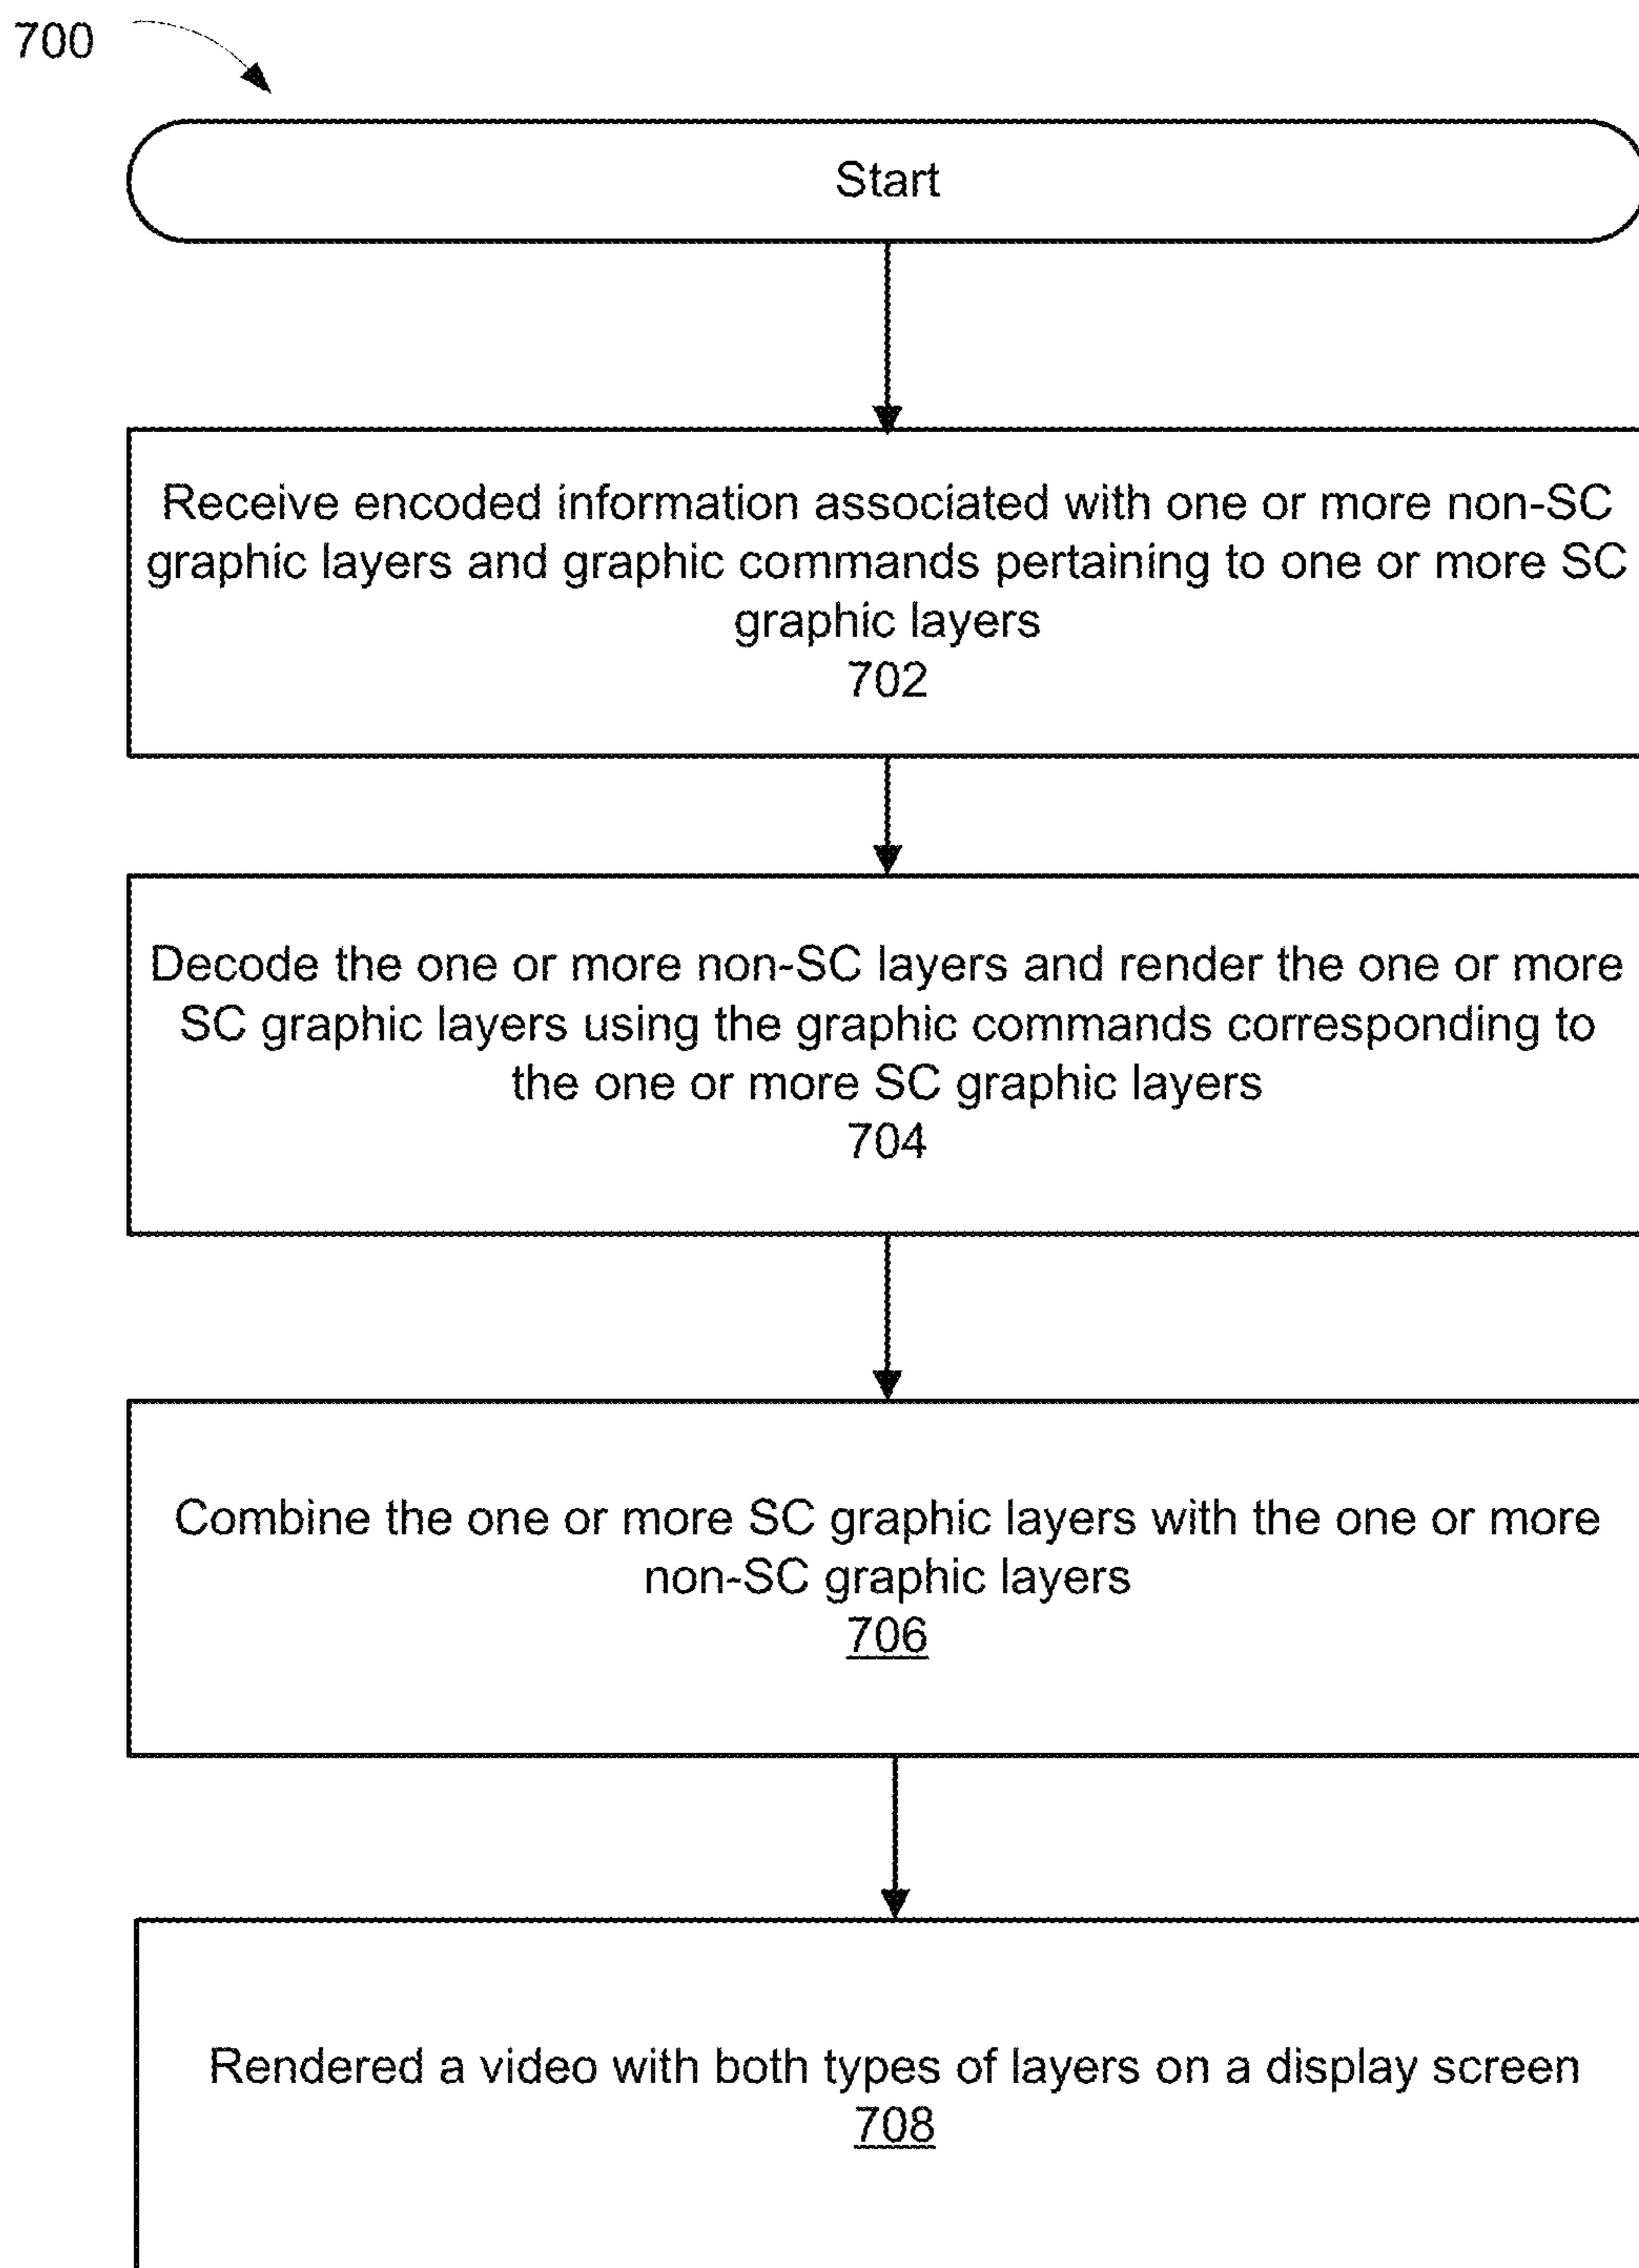 700
Start
Receive encoded information associated with one or more non-SC
graphic layers and graphic commands pertaining to one or more SC
graphic layers
702
Decode the one or more non-SC layers and render the one or more
SC graphic layers using the graphic commands corresponding to
the one or more SC graphic layers
704
Combine the one or more SC graphic layers with the one or more
non-SC graphic layers
706
Rendered a video with both types of layers on a display screen
708